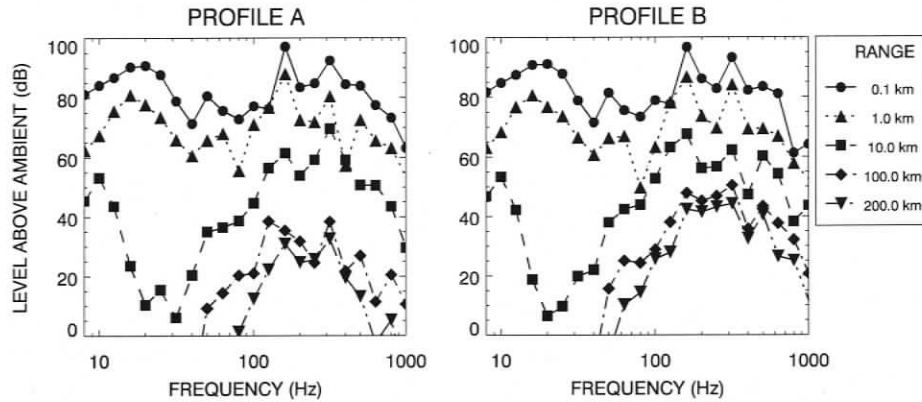 PROFILE A
PROFILE B
LEVEL ABOVE AMBIENT (dB)
100
80
60
40
20
0
10
100
1000
FREQUENCY (Hz)
100
80
60
40
20
0
10
100
1000
FREQUENCY (Hz)
RANGE
0.1 km
1.0 km
10.0 km
100.0 km
200.0 km